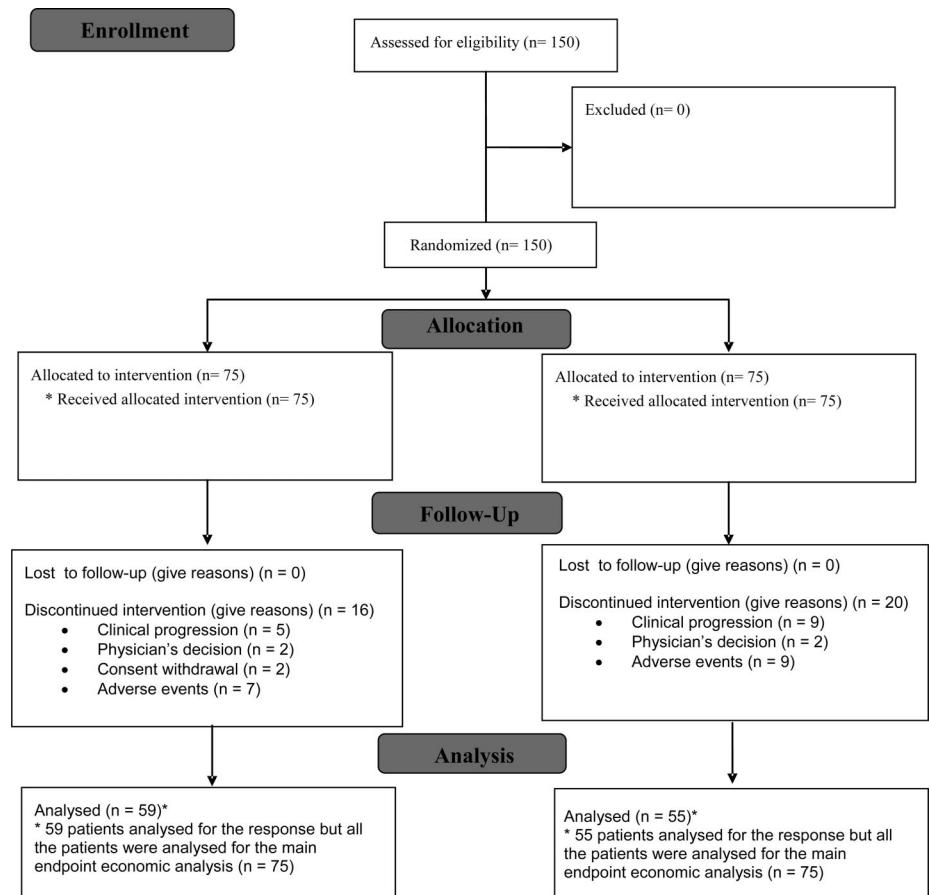 Enrollment
Assessed for eligibility (n= 150)
Excluded (n= 0)
Randomized (n= 150)
Allocation
Allocated to intervention (n= 75)
* Received allocated intervention (n= 75)
Allocated to intervention (n= 75)
* Received allocated intervention (n= 75)
Follow-Up
Lost to follow-up (give reasons) (n = 0)
Discontinued intervention (give reasons) (n = 16)
• Clinical progression (n = 5)
• Physician’s decision (n = 2)
• Consent withdrawal (n = 2)
• Adverse events (n = 7)
Lost to follow-up (give reasons) (n = 0)
Discontinued intervention (give reasons) (n = 20)
• Clinical progression (n = 9)
• Physician’s decision (n = 2)
• Adverse events (n = 9)
Analysis
Analysed (n = 59)*
* 59 patients analysed for the response but all
the patients were analysed for the main
endpoint economic analysis (n = 75)
Analysed (n = 55)*
* 55 patients analysed for the response but all
the patients were analysed for the main
endpoint economic analysis (n = 75)